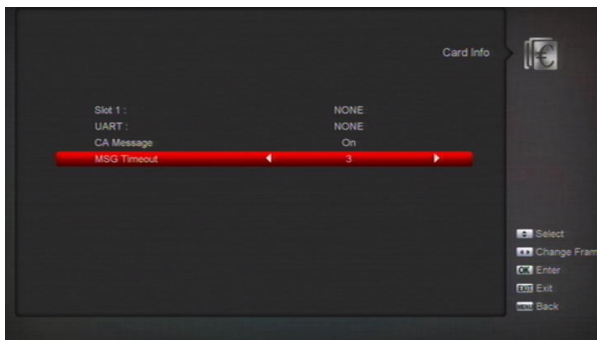 Card Info
Slot 1 : NONE
UART : NONE
CA Message On
MSG Timeout 3
Select
Change Fram
OK Enter
EXIT Exit
MENU Back